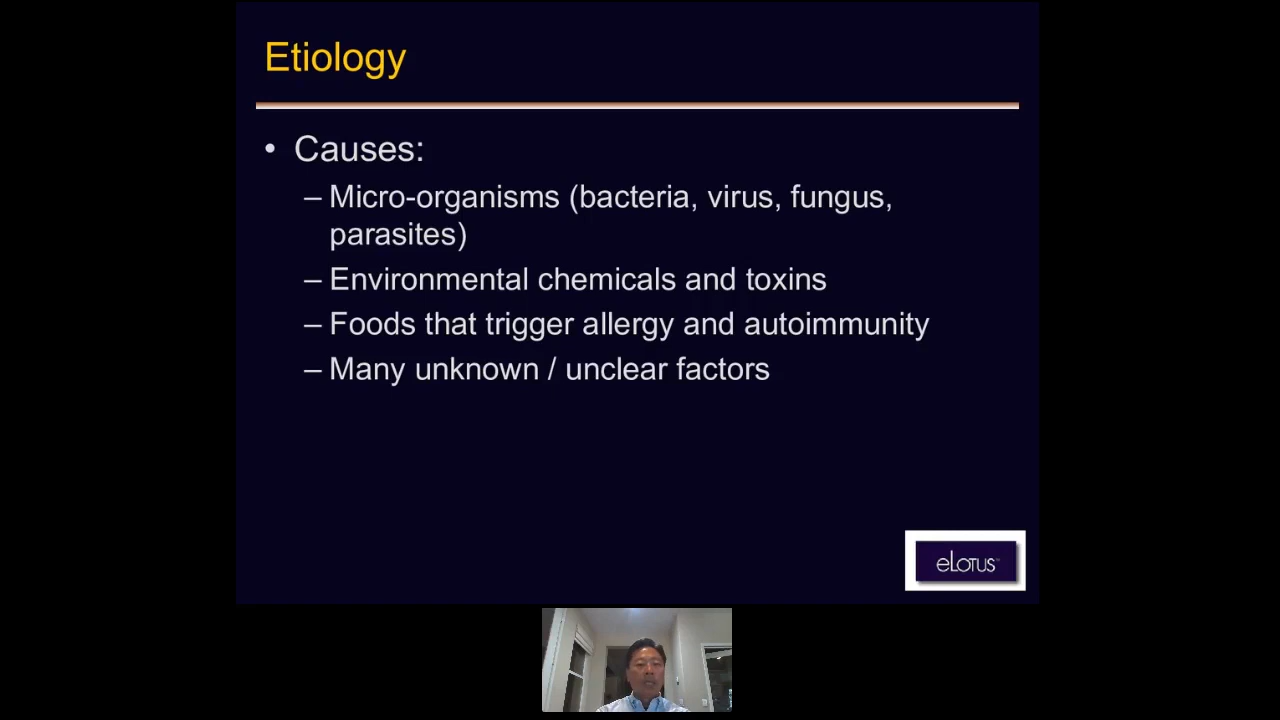 Etiology
• Causes:
– Micro-organisms (bacteria, virus, fungus,
parasites)
– Environmental chemicals and toxins
– Foods that trigger allergy and autoimmunity
– Many unknown / unclear factors
eLotus™